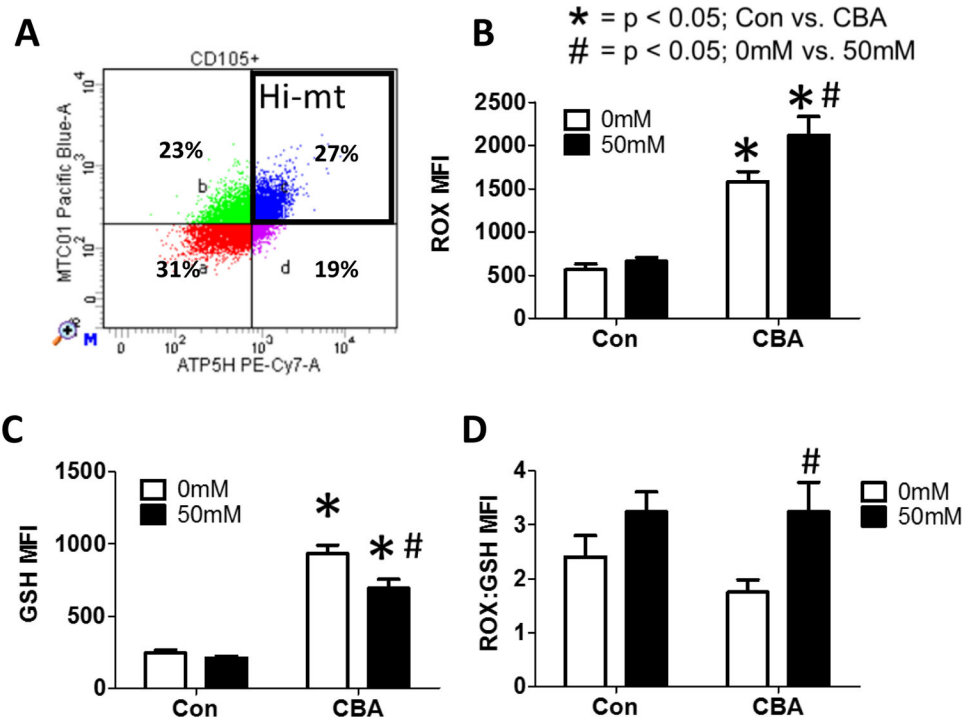 A
CD105+
MTC01 Pacific Blue-A
10^4
10^3
10^2
0
Hi-mt
23%
27%
b
31%
a
d
19%
M
0
10^2
10^3
10^4
ATP5H PE-Cy7-A
* = p < 0.05; Con vs. CBA
# = p < 0.05; 0mM vs. 50mM
B
ROX MFI
2500
2000
1500
1000
500
0
0mM
50mM
*
* #
Con
CBA
C
GSH MFI
1500
1000
500
0
0mM
50mM
*
* #
Con
CBA
D
ROX:GSH MFI
4
3
2
1
0
#
0mM
50mM
Con
CBA